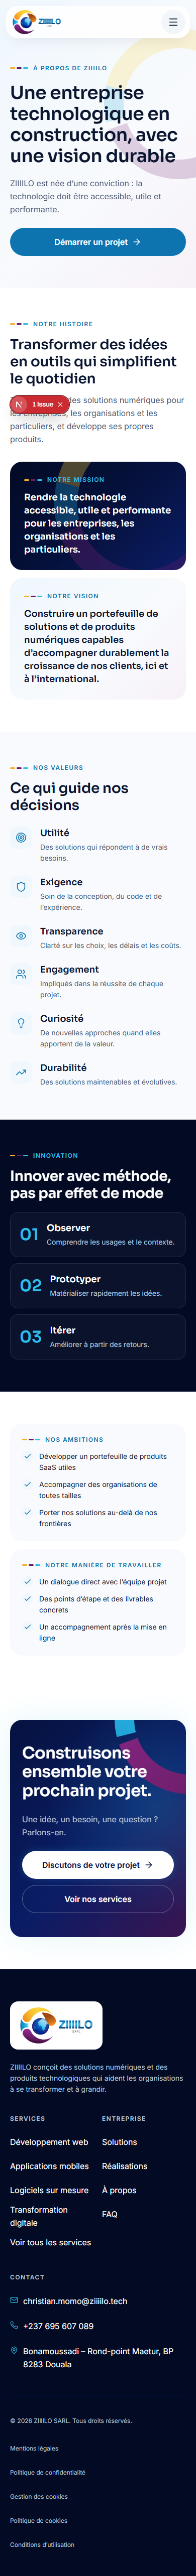 ZIIIILO
SARL
À PROPOS DE ZIIIILO
Une entreprise
technologique en
construction, avec
une vision durable
ZIIIILO est née d’une conviction : la
technologie doit être accessible, utile et
performante.
Démarrer un projet
NOTRE HISTOIRE
Transformer des idées
en outils qui simplifient
le quotidien
N 1 Issue
des solutions numériques pour
les entreprises, les organisations et les
particuliers, et développe ses propres
produits.
NOTRE MISSION
Rendre la technologie
accessible, utile et performante
pour les entreprises, les
organisations et les
particuliers.
NOTRE VISION
Construire un portefeuille de
solutions et de produits
numériques capables
d’accompagner durablement la
croissance de nos clients, ici et
à l’international.
NOS VALEURS
Ce qui guide nos
décisions
Utilité
Des solutions qui répondent à de vrais
besoins.
Exigence
Soin de la conception, du code et de
l’expérience.
Transparence
Clarté sur les choix, les délais et les coûts.
Engagement
Impliqués dans la réussite de chaque
projet.
Curiosité
De nouvelles approches quand elles
apportent de la valeur.
Durabilité
Des solutions maintenables et évolutives.
INNOVATION
Innover avec méthode,
pas par effet de mode
01 Observer
Comprendre les usages et le contexte.
02 Prototyper
Matérialiser rapidement les idées.
03 Itérer
Améliorer à partir des retours.
NOS AMBITIONS
Développer un portefeuille de produits
SaaS utiles
Accompagner des organisations de
toutes tailles
Porter nos solutions au-delà de nos
frontières
NOTRE MANIÈRE DE TRAVAILLER
Un dialogue direct avec l’équipe projet
Des points d’étape et des livrables
concrets
Un accompagnement après la mise en
ligne
Construisons
ensemble votre
prochain projet.
Une idée, un besoin, une question ?
Parlons-en.
Discutons de votre projet
Voir nos services
ZIIIILO
SARL
ZIIIILO conçoit des solutions numériques et des
produits technologiques qui aident les organisations
à se transformer et à grandir.
SERVICES
Développement web
Applications mobiles
Logiciels sur mesure
Transformation
digitale
Voir tous les services
ENTREPRISE
Solutions
Réalisations
À propos
FAQ
CONTACT
christian.momo@ziiiilo.tech
+237 695 607 089
Bonamoussadi – Rond-point Maetur, BP
8283 Douala
© 2026 ZIIIILO SARL. Tous droits réservés.
Mentions légales
Politique de confidentialité
Gestion des cookies
Politique de cookies
Conditions d’utilisation